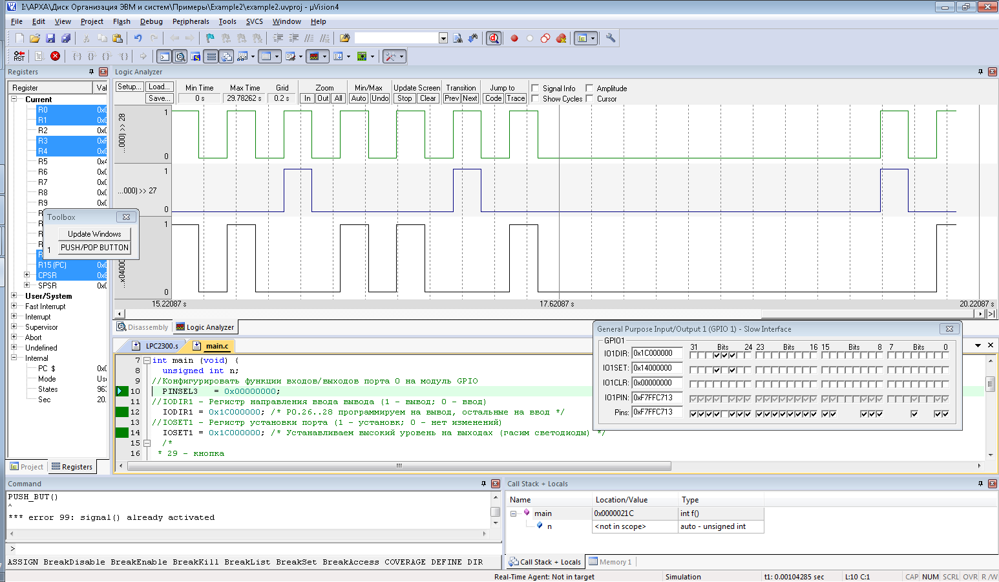 I:\АРХА\Диск Организация ЭВМ и систем\Примеры\Example2\example2.uvproj - µVision4
File Edit View Project Flash Debug Peripherals Tools SVCS Window Help
RST
Registers
Register Val
Current
R0 0x0
R1 0x0
R2 0x0
R3 0xF
R4 0x0
R5 0x4
R6 0x0
R7 0x0
R8 0x0
R9 0x0
R15 (PC) 0x0
CPSR
SPSR 0x0
User/System
Fast Interrupt
Interrupt
Supervisor
Abort
Undefined
Internal
PC $ 0x0
Mode Us
States 963
Sec 20.
Project Registers
Toolbox
Update Windows
1 PUSH/POP BUTTON
Logic Analyzer
Setup... Load... Min Time Max Time Grid Zoom Min/Max Update Screen Transition Jump to Signal Info Amplitude
Save... 0 s 29.78262 s 0.2 s In Out All Auto Undo Stop Clear Prev Next Code Trace Show Cycles Cursor
...000) >> 28
1
0
...000) >> 27
1
0
...x04000
1
0
15.22087 s 17.62087 s 20.22087 s
Disassembly Logic Analyzer
LPC2300.s main.c
7 int main (void) {
8 unsigned int n;
9 //Конфигурировать функции входов/выходов порта 0 на модуль GPIO
10 PINSEL3 = 0x00000000;
11 //IODIR1 - Регистр направления ввода вывода (1 - вывод; 0 - ввод)
12 IODIR1 = 0x1C000000; /* P0.26..28 программируем на вывод, остальные на ввод */
13 //IOSET1 - Регистр установки порта (1 - установк; 0 - нет изменений)
14 IOSET1 = 0x1C000000; /* Устанавливаем высокий уровень на выходах (гасим светодиоды) */
15 /*
16 * 29 - кнопка
General Purpose Input/Output 1 (GPIO 1) - Slow Interface
GPIO1
31 Bits 24 23 Bits 16 15 Bits 8 7 Bits 0
IO1DIR: 0x1C000000
IO1SET: 0x14000000
IO1CLR: 0x00000000
IO1PIN: 0xF7FFC713
Pins: 0xF7FFC713
Command
PUSH_BUT()
^
*** error 99: signal() already activated
>
ASSIGN BreakDisable BreakEnable BreakKill BreakList BreakSet BreakAccess COVERAGE DEFINE DIR
Call Stack + Locals
Name Location/Value Type
main 0x0000021C int f()
n <not in scope> auto - unsigned int
Call Stack + Locals Memory 1
Real-Time Agent: Not in target Simulation t1: 0.00104285 sec L:10 C:1 CAP NUM SCRL OVR R/W